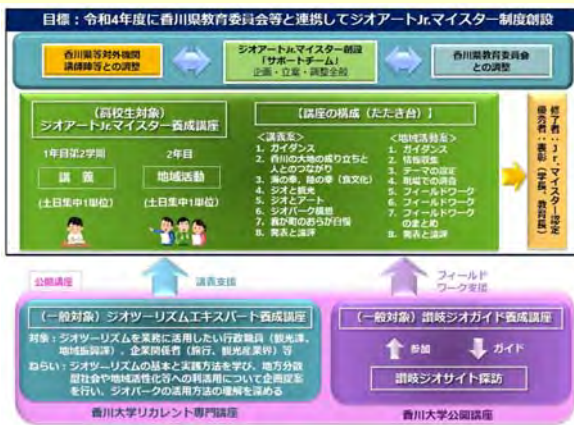 目標：令和4年度に香川県教育委員会等と連携してジオアートJr.マイスター制度創設
香川県等対外機関
講師陣等との調整
ジオアートJr.マイスター創設
「サポートチーム」
企画・立案・調整全般
香川県教育委員会
との調整
(高校生対象)
ジオアートJrマイスター養成講座
1年目第2学期
講 義
(土日集中1単位)
2年目
地域活動
(土日集中1単位)
【講座の構成（たたき台）】
<講義案>
1. ガイダンス
2. 香川の大地の成り立ちと
人とのつながり
3. 海の幸、陸の幸（食文化）
4. ジオと観光
5. ジオとアート
6. ジオパーク構想
7. 我が町のおらが自慢
8. 発表と論評
<地域活動案>
1. ガイダンス
2. 情報収集
3. テーマの設定
4. 現場での調査
5. フィールドワーク
6. フィールドワーク
7. フィールドワーク
のまとめ
8. 発表と論評
修了者：Jr.マイスター認定
優秀者：表彰（学長、教育長）
公開講座
講義支援
フィールド
ワーク支援
(一般対象) ジオツーリズムエキスパート養成講座
対象：ジオツーリズムを業務に活用したい行政職員（観光課、
地域振興課）、企業関係者（旅行、観光産業界）等
ねらい：ジオツーリズムの基本と実践方法を学び、地方分散
型社会や地域活性化等への利活用について企画提案
を行い、ジオパークの活用方法の理解を深める
香川大学リカレント専門講座
(一般対象) 讃岐ジオガイド養成講座
参加
ガイド
讃岐ジオサイト探訪
香川大学公開講座